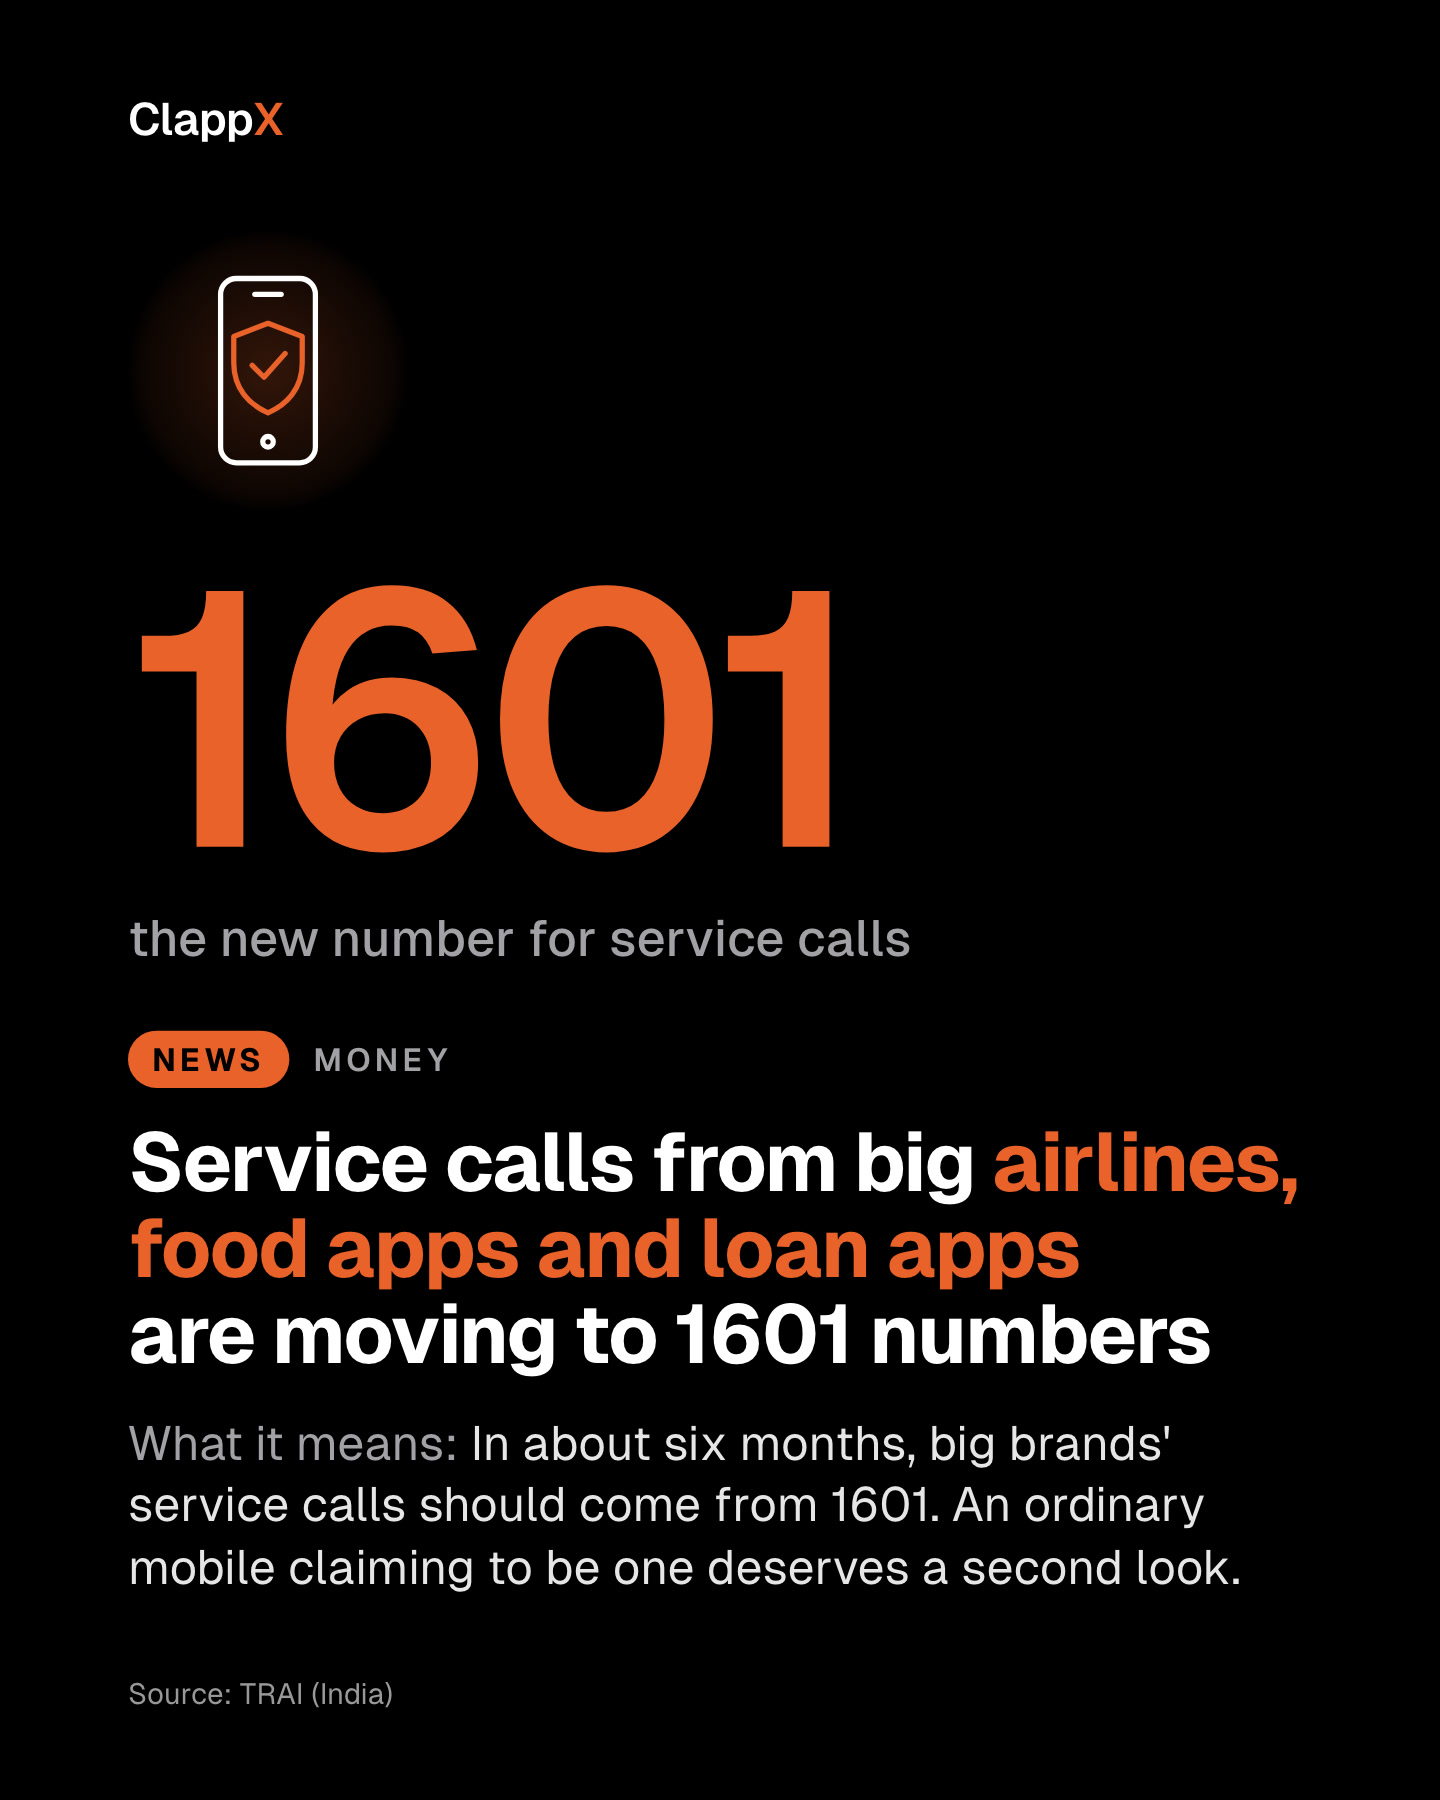 ClappX
1601
the new number for service calls
NEWS MONEY
Service calls from big airlines,
food apps and loan apps
are moving to 1601 numbers
What it means: In about six months, big brands'
service calls should come from 1601. An ordinary
mobile claiming to be one deserves a second look.
Source: TRAI (India)